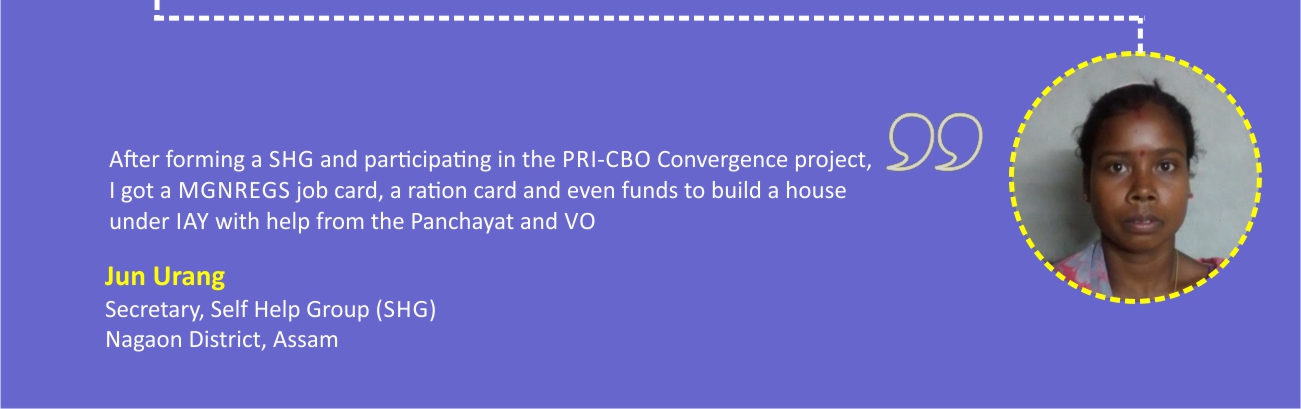 After forming a SHG and participating in the PRI-CBO Convergence project,
I got a MGNREGS job card, a ration card and even funds to build a house
under IAY with help from the Panchayat and VO
Jun Urang
Secretary, Self Help Group (SHG)
Nagaon District, Assam